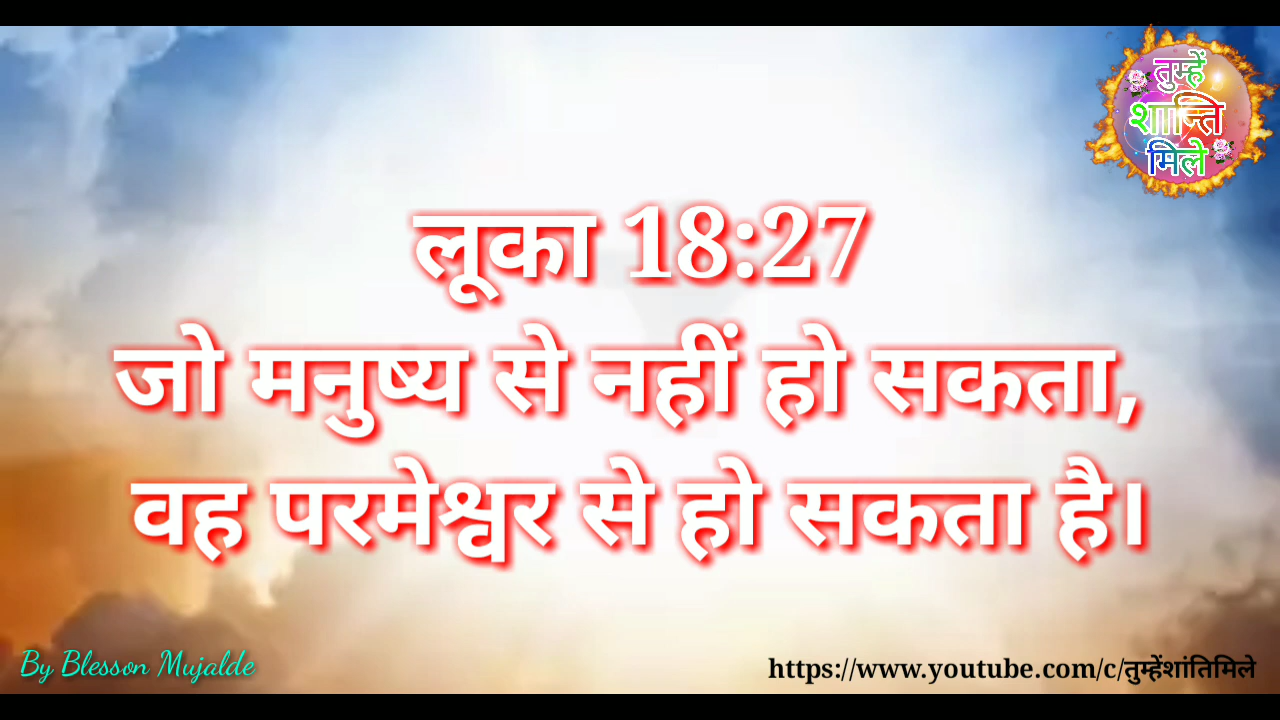 तुम्हें
शान्ति
मिले
लूका 18:27
जो मनुष्य से नहीं हो सकता,
वह परमेश्वर से हो सकता है।
By Blesson Mujalde
https://www.youtube.com/c/तुम्हेंशांतिमिले